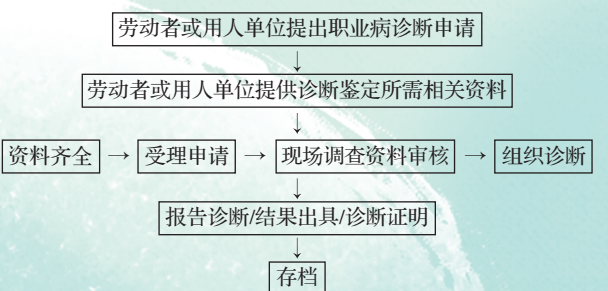 劳动者或用人单位提出职业病诊断申请
↓
劳动者或用人单位提供诊断鉴定所需相关资料
↓
资料齐全 → 受理申请 → 现场调查资料审核 → 组织诊断
↓
报告诊断/结果出具/诊断证明
↓
存档